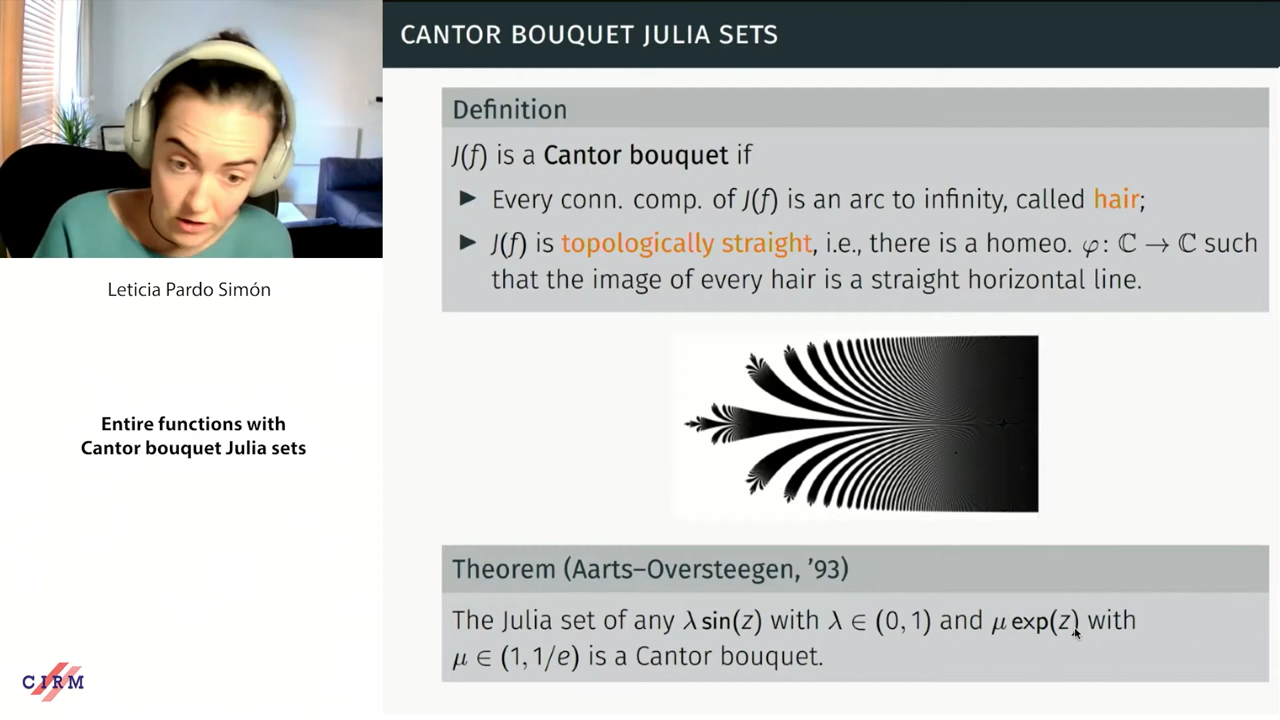 CANTOR BOUQUET JULIA SETS
Definition
J(f) is a Cantor bouquet if
▶ Every conn. comp. of J(f) is an arc to infinity, called hair;
▶ J(f) is topologically straight, i.e., there is a homeo. φ: ℂ → ℂ such
that the image of every hair is a straight horizontal line.
Leticia Pardo Simón
Entire functions with
Cantor bouquet Julia sets
Theorem (Aarts–Oversteegen, ’93)
The Julia set of any λ sin(z) with λ ∈ (0, 1) and μ exp(z) with
μ ∈ (1, 1/e) is a Cantor bouquet.
CIRM